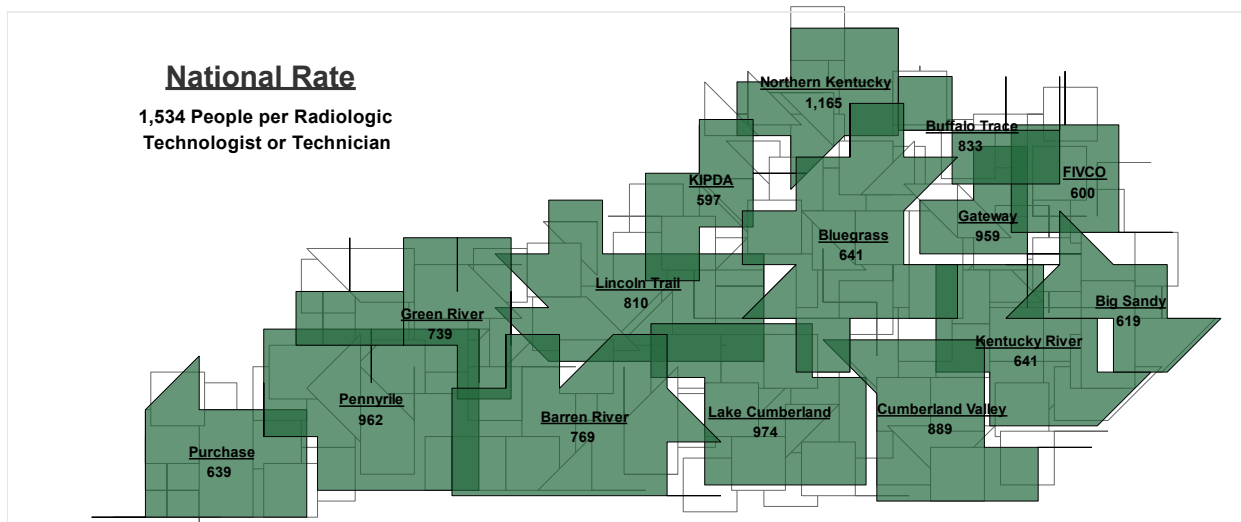 National Rate
1,534 People per Radiologic
Technologist or Technician
Northern Kentucky
1,165
Buffalo Trace
833
KIPDA
597
FIVCO
600
Gateway
959
Bluegrass
641
Lincoln Trail
810
Big Sandy
619
Green River
739
Kentucky River
641
Pennyrile
962
Barren River
769
Lake Cumberland
974
Cumberland Valley
889
Purchase
639